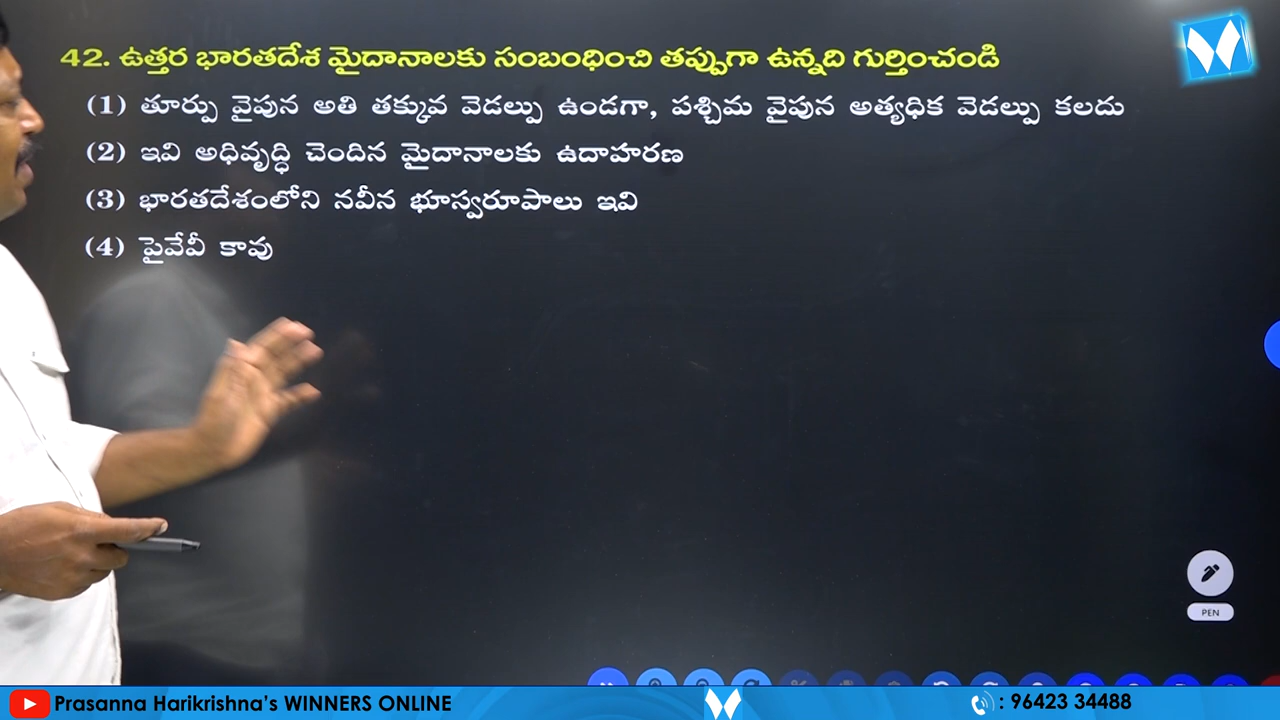 42. ఉత్తర భారతదేశ మైదానాలకు సంబంధించి తప్పుగా ఉన్నది గుర్తించండి
(1) తూర్పు వైపున అతి తక్కువ వెడల్పు ఉండగా, పశ్చిమ వైపున అత్యధిక వెడల్పు కలదు
(2) ఇవి అధివృద్ధి చెందిన మైదానాలకు ఉదాహరణ
(3) భారతదేశంలోని నవీన భూస్వరూపాలు ఇవి
(4) పైవేవీ కావు
PEN
Prasanna Harikrishna's WINNERS ONLINE
: 96423 34488